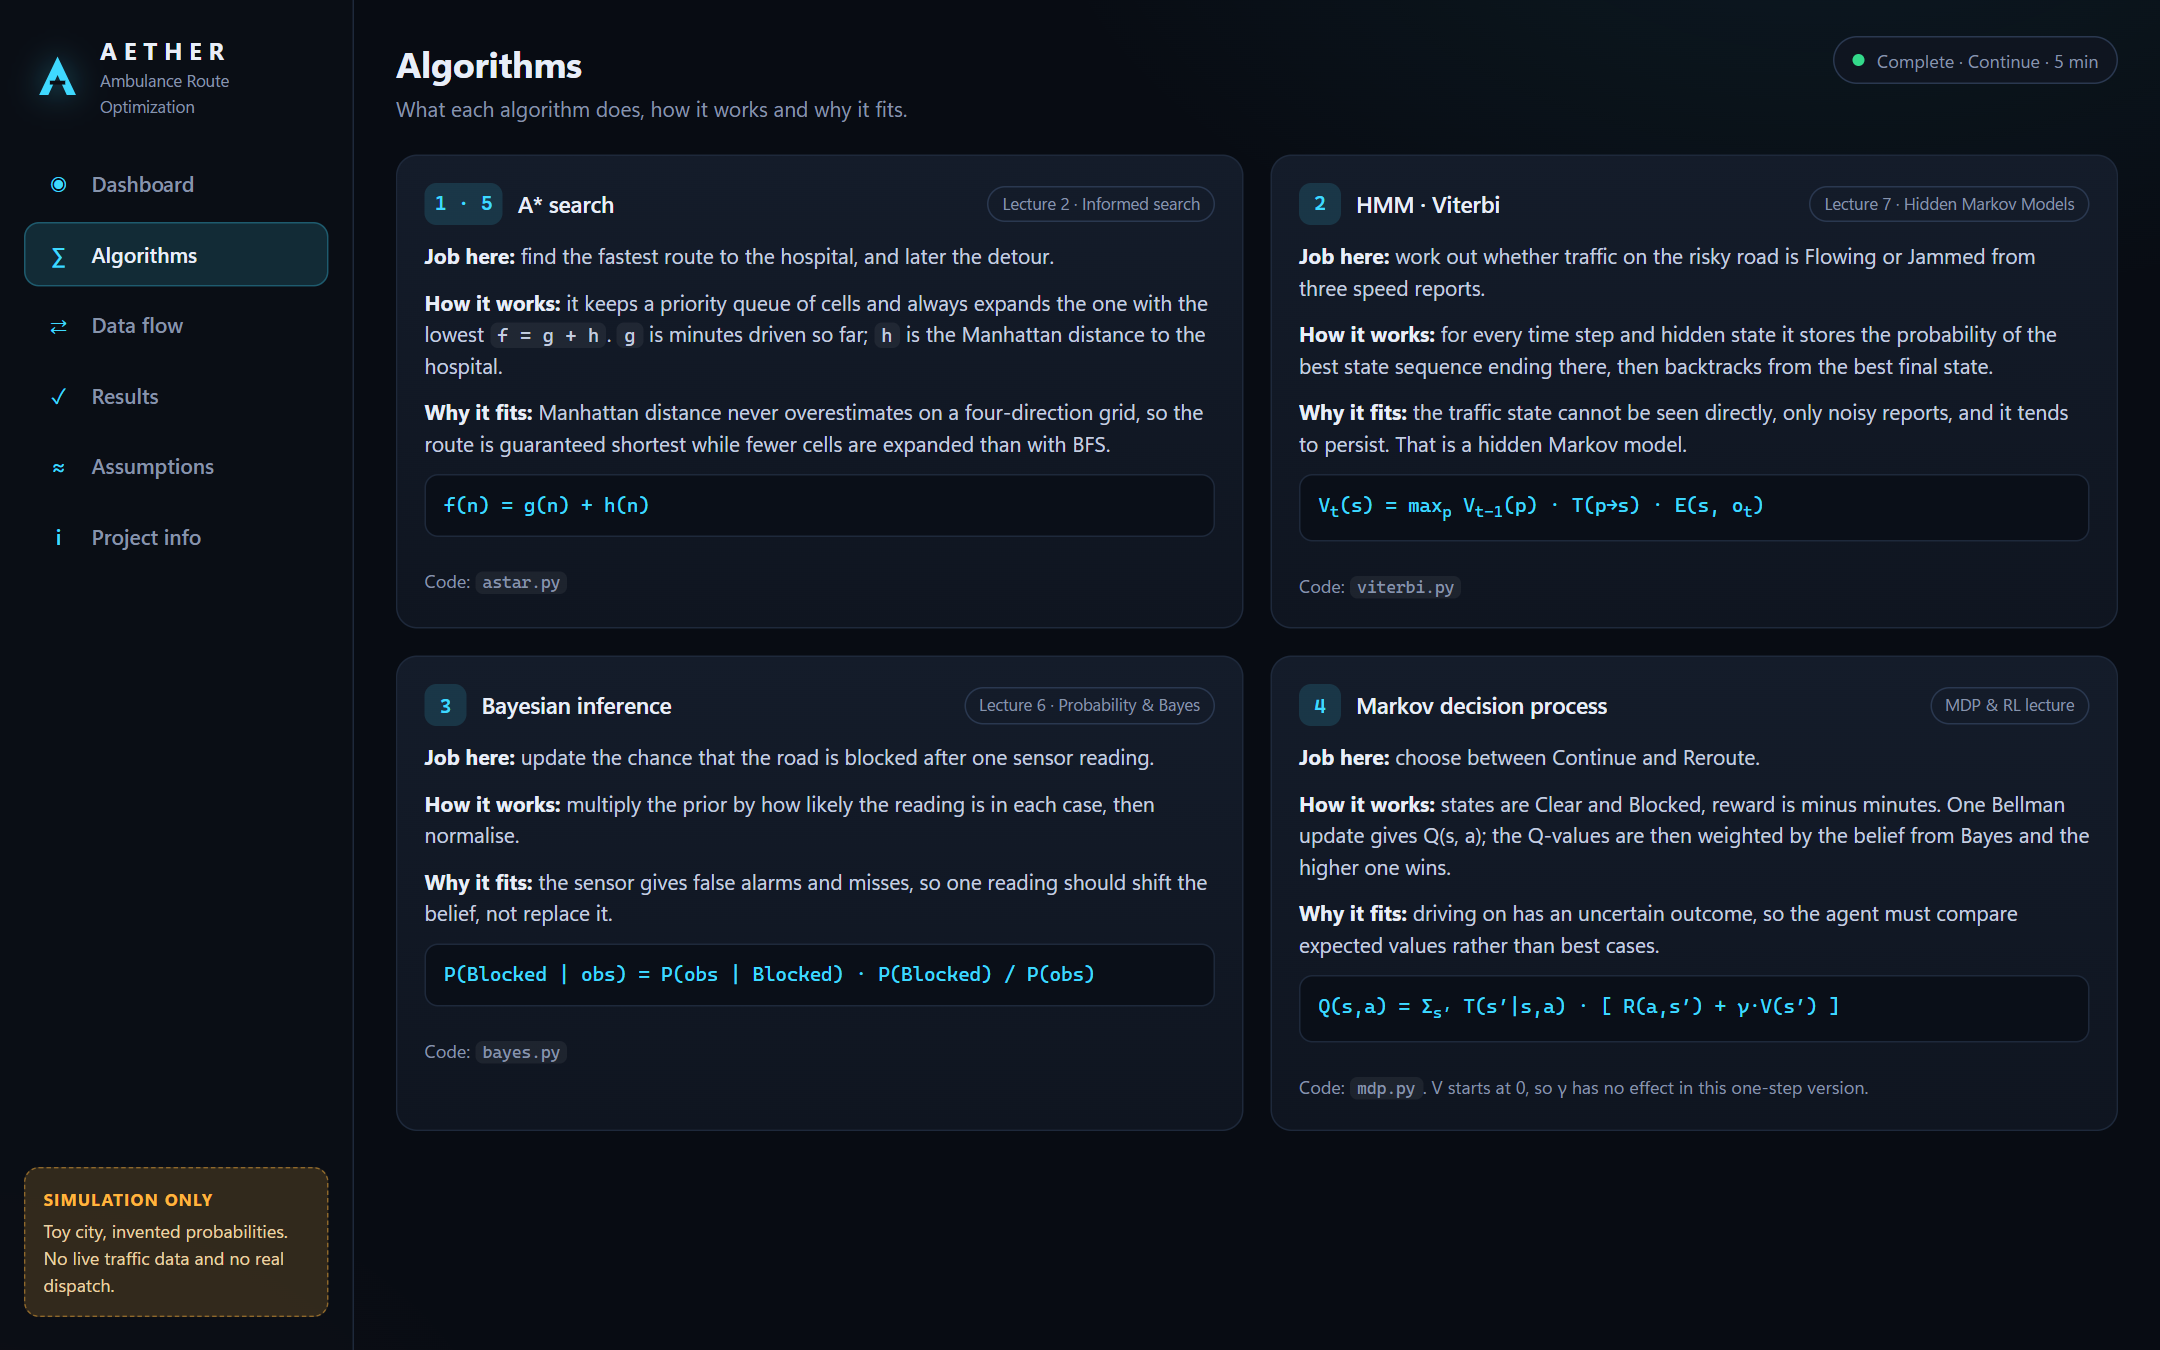 AETHER
Ambulance Route
Optimization
Dashboard
∑ Algorithms
⇄ Data flow
✓ Results
≈ Assumptions
i Project info
SIMULATION ONLY
Toy city, invented probabilities.
No live traffic data and no real
dispatch.
Algorithms
What each algorithm does, how it works and why it fits.
Complete · Continue · 5 min
1 · 5 A* search Lecture 2 · Informed search
Job here: find the fastest route to the hospital, and later the detour.
How it works: it keeps a priority queue of cells and always expands the one with the
lowest f = g + h. g is minutes driven so far; h is the Manhattan distance to the
hospital.
Why it fits: Manhattan distance never overestimates on a four-direction grid, so the
route is guaranteed shortest while fewer cells are expanded than with BFS.
f(n) = g(n) + h(n)
Code: astar.py
2 HMM · Viterbi Lecture 7 · Hidden Markov Models
Job here: work out whether traffic on the risky road is Flowing or Jammed from
three speed reports.
How it works: for every time step and hidden state it stores the probability of the
best state sequence ending there, then backtracks from the best final state.
Why it fits: the traffic state cannot be seen directly, only noisy reports, and it tends
to persist. That is a hidden Markov model.
Vₜ(s) = maxₚ Vₜ₋₁(p) · T(p→s) · E(s, oₜ)
Code: viterbi.py
3 Bayesian inference Lecture 6 · Probability & Bayes
Job here: update the chance that the road is blocked after one sensor reading.
How it works: multiply the prior by how likely the reading is in each case, then
normalise.
Why it fits: the sensor gives false alarms and misses, so one reading should shift the
belief, not replace it.
P(Blocked | obs) = P(obs | Blocked) · P(Blocked) / P(obs)
Code: bayes.py
4 Markov decision process MDP & RL lecture
Job here: choose between Continue and Reroute.
How it works: states are Clear and Blocked, reward is minus minutes. One Bellman
update gives Q(s, a); the Q-values are then weighted by the belief from Bayes and the
higher one wins.
Why it fits: driving on has an uncertain outcome, so the agent must compare
expected values rather than best cases.
Q(s,a) = Σₛ′ T(s′|s,a) · [ R(a,s′) + γ·V(s′) ]
Code: mdp.py. V starts at 0, so γ has no effect in this one-step version.